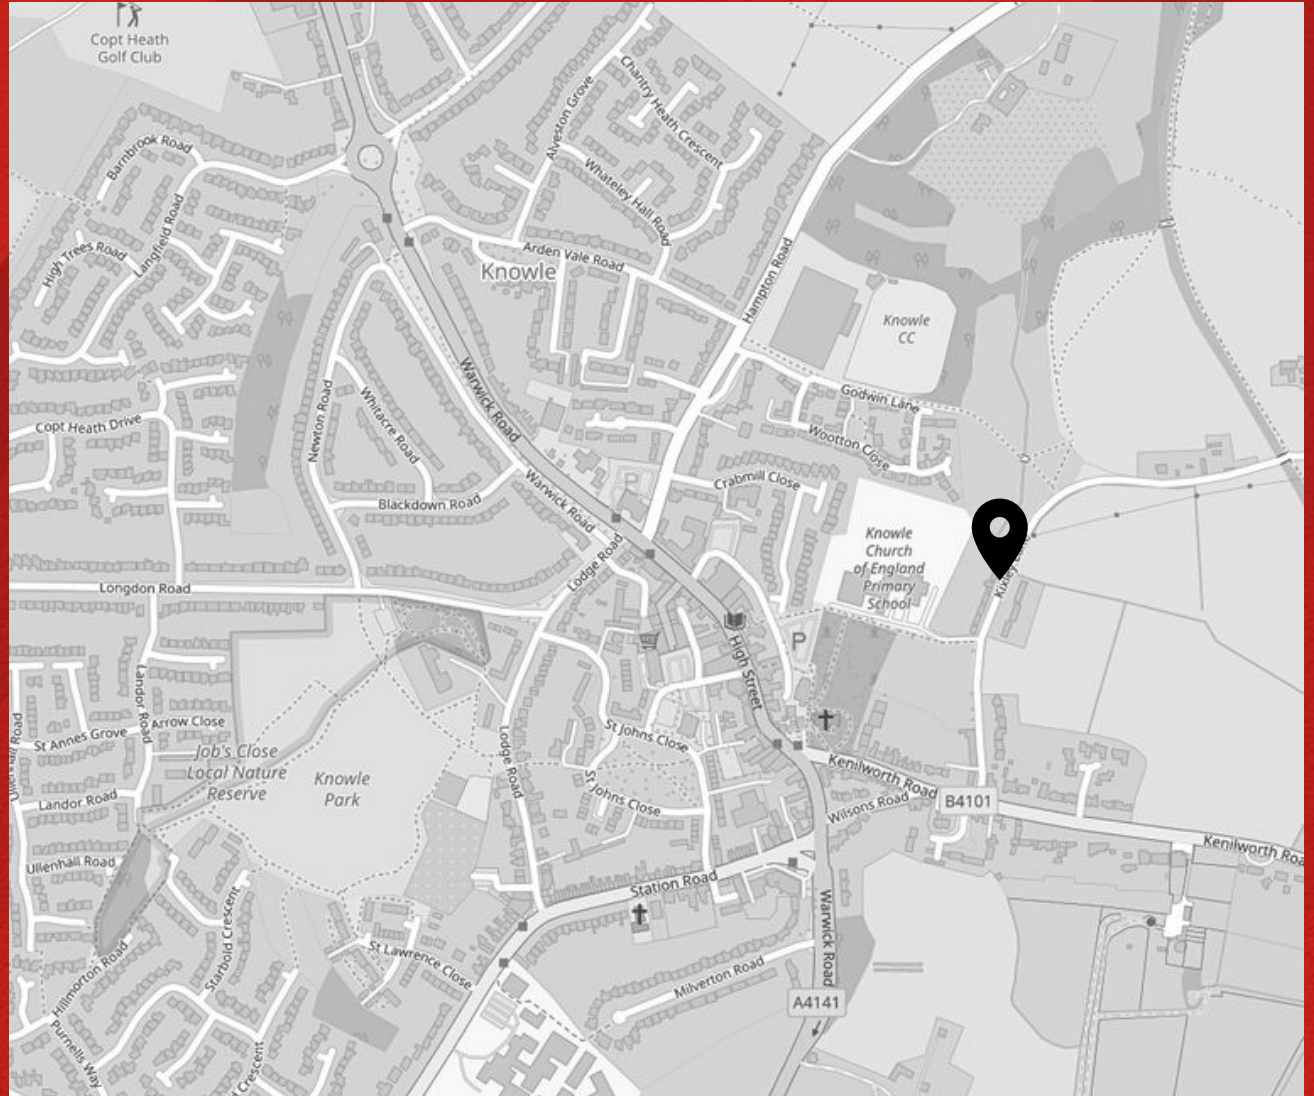 Copt Heath
Golf Club
Chantry Heath Crescent
Alveston Grove
Barnbrook Road
Whateley Hall Road
Langfield Road
High Trees Road
Arden Vale Road
Knowle
Hampton Road
Knowle
CC
Warwick Road
Godwin Lane
Newton Road
Whitacre Road
Copt Heath Drive
Wootton Close
Crabmill Close
P
Warwick Road
Blackdown Road
Knowle
Church
of England
Primary
School
Lodge Road
Longdon Road
P
High Street
Landor Road
Arrow Close
St Annes Grove
St Johns Close
Lodge Road
Job's Close
Local Nature
Reserve
Knowle
Park
St Johns Close
Kenilworth Road
B4101
Landor Road
Wilsons Road
Kenilworth Roa
Ullenhall Road
Station Road
Starbold Crescent
Warwick Road
St Lawrence Close
Hillmorton Road
Milverton Road
A4141
Purnells Way
Crescent